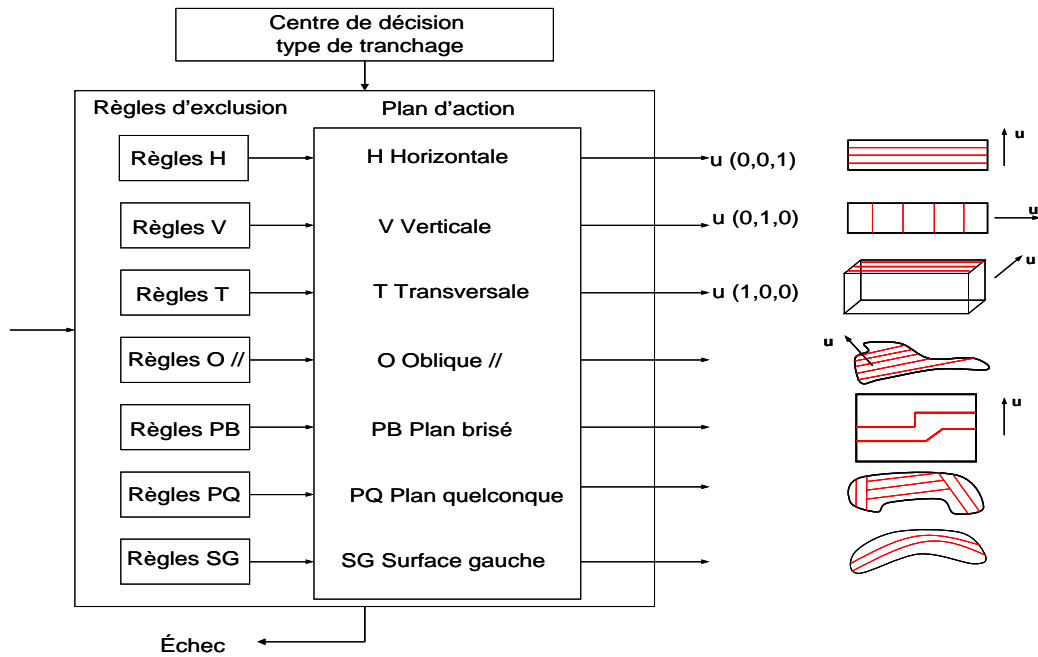 Centre de décision
type de tranchage
Règles d'exclusion
Plan d'action
Règles H
H Horizontale
u (0,0,1)
u
Règles V
V Verticale
u (0,1,0)
u
Règles T
T Transversale
u (1,0,0)
u
Règles O //
O Oblique //
u
Règles PB
PB Plan brisé
u
Règles PQ
PQ Plan quelconque
Règles SG
SG Surface gauche
Échec